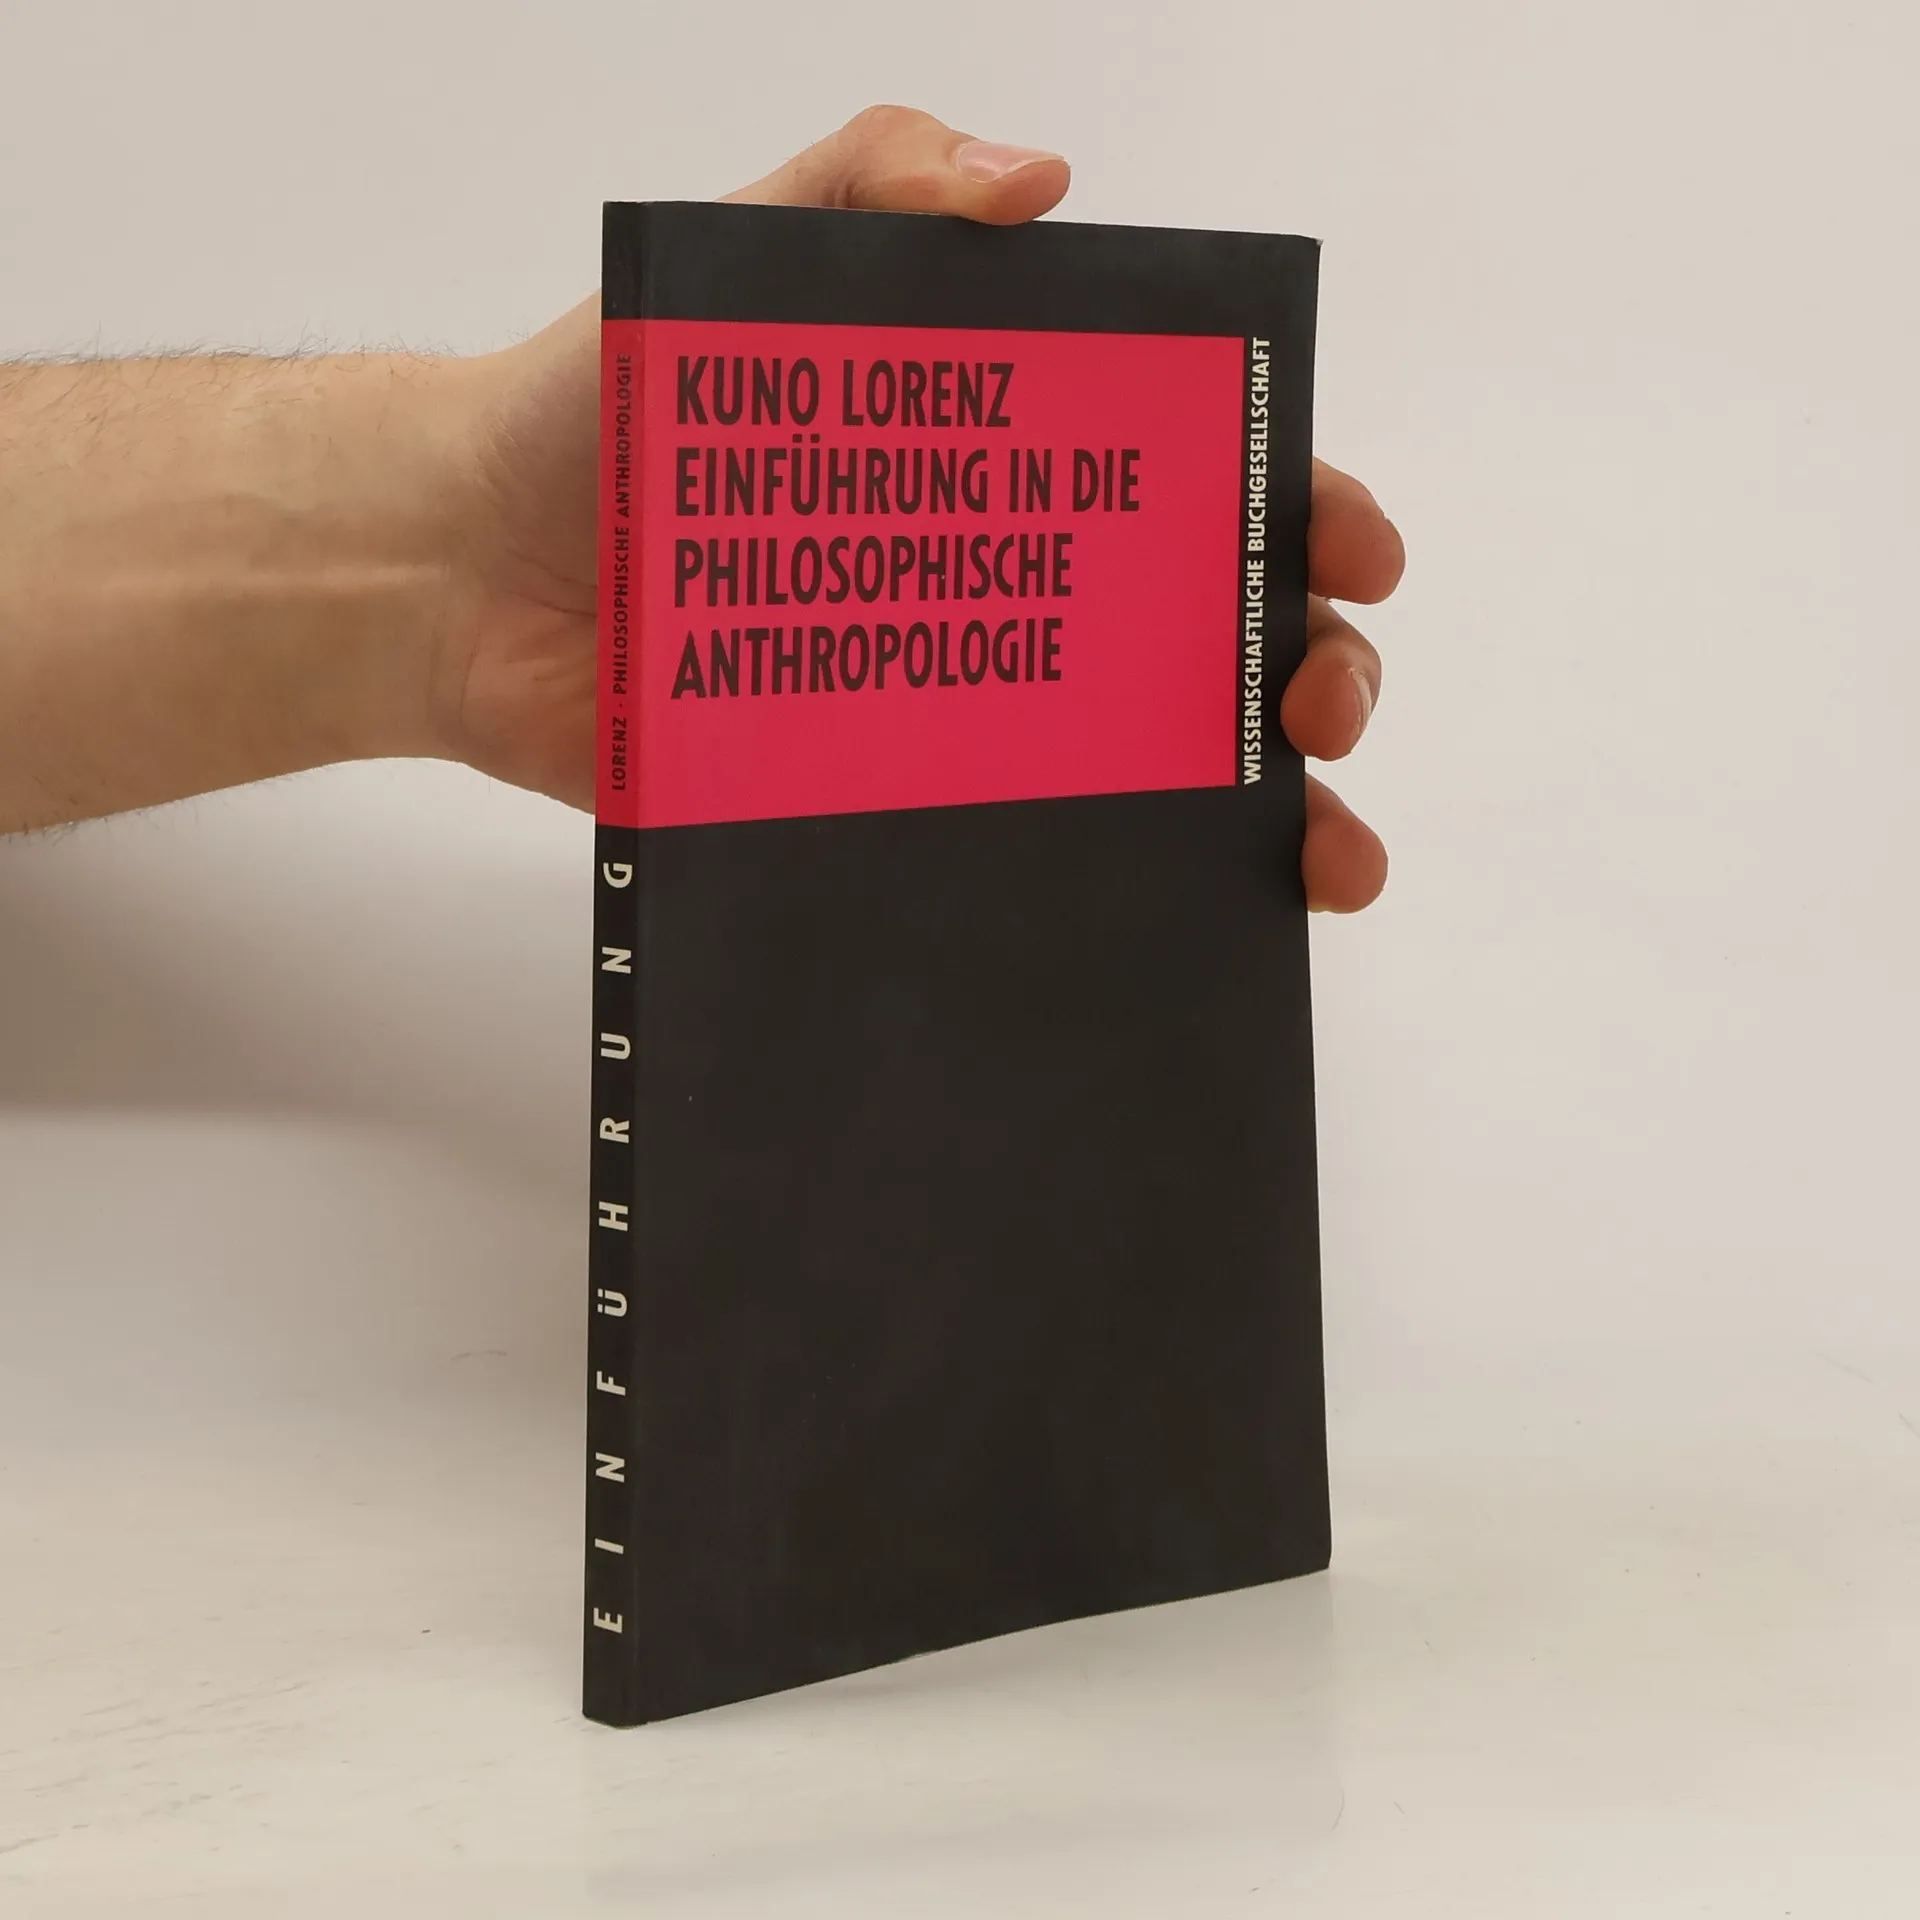 KUNO LORENZ
EINFÜHRUNG IN DIE
PHILOSOPHISCHE
ANTHROPOLOGIE
WISSENSCHAFTLICHE BUCHGESELLSCHAFT
LORENZ · PHILOSOPHISCHE ANTHROPOLOGIE
EINFÜHRUNG